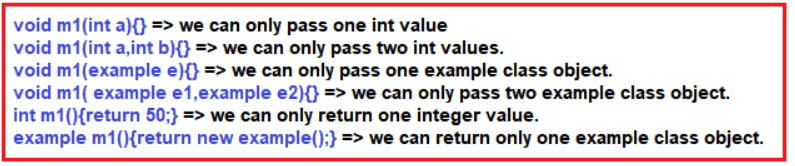 void m1(int a){} => we can only pass one int value
void m1(int a,int b){} => we can only pass two int values.
void m1(example e){} => we can only pass one example class object.
void m1( example e1,example e2){} => we can only pass two example class object.
int m1(){return 50;} => we can only return one integer value.
example m1(){return new example();} => we can return only one example class object.